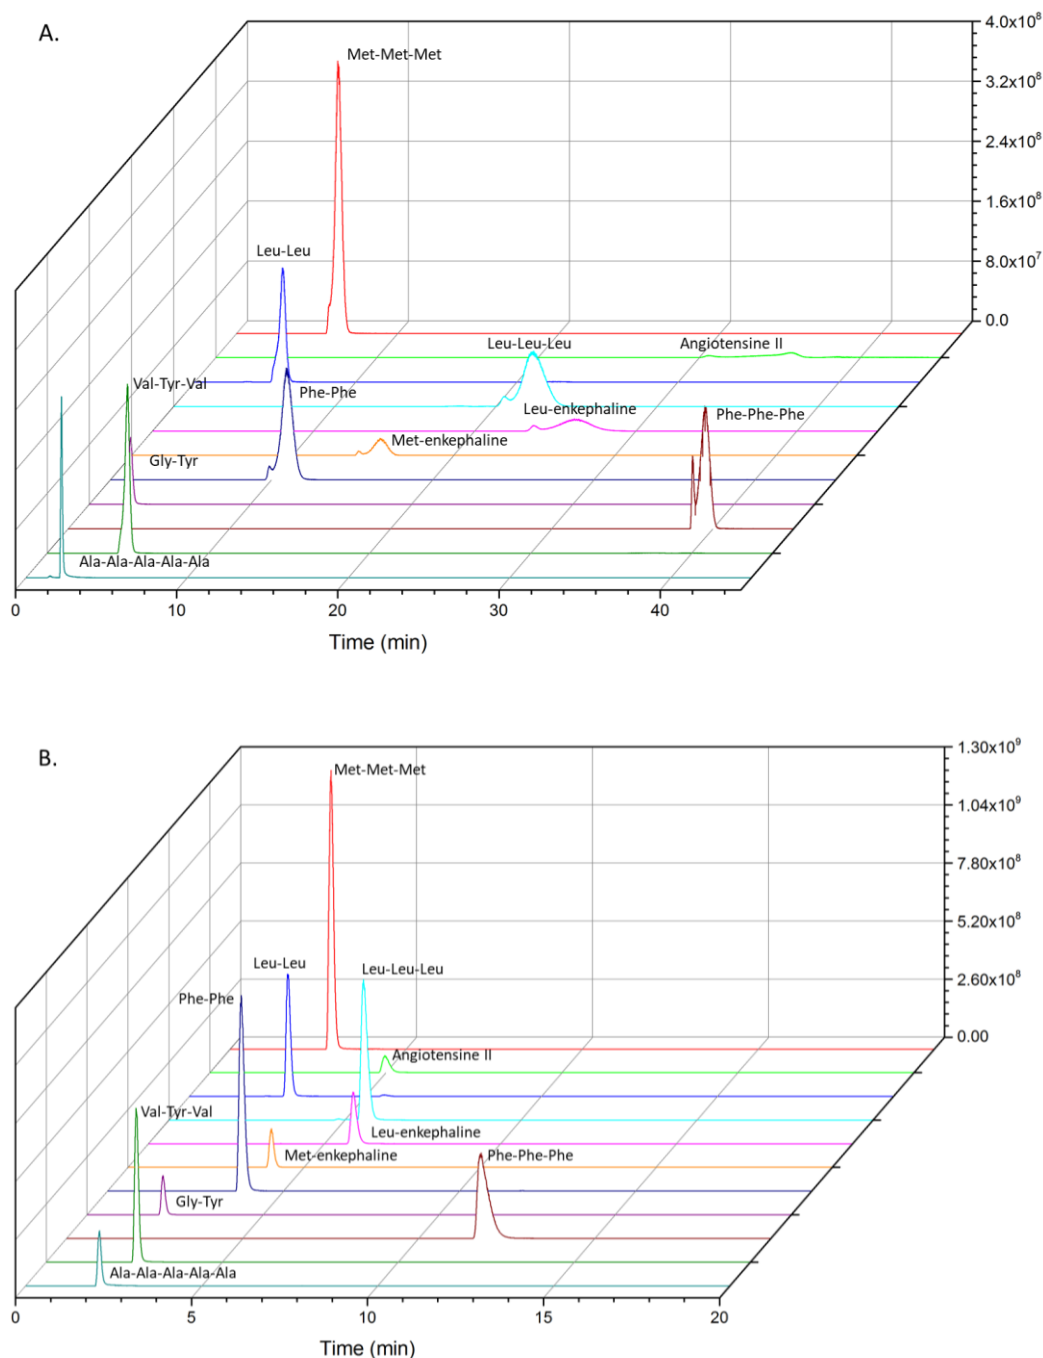 A.
4.0x10⁸
Met-Met-Met
3.2x10⁸
2.4x10⁸
1.6x10⁸
Leu-Leu
8.0x10⁷
0.0
Leu-Leu-Leu
Angiotensine II
Val-Tyr-Val
Phe-Phe
Leu-enkephaline
Phe-Phe-Phe
Met-enkephaline
Gly-Tyr
Ala-Ala-Ala-Ala-Ala
0 10 20 30 40
Time (min)
B.
1.30x10⁹
Met-Met-Met
1.04x10⁹
7.80x10⁸
5.20x10⁸
Leu-Leu
Leu-Leu-Leu
2.60x10⁸
Phe-Phe
0.00
Angiotensine II
Val-Tyr-Val
Leu-enkephaline
Met-enkephaline
Phe-Phe-Phe
Gly-Tyr
Ala-Ala-Ala-Ala-Ala
0 5 10 15 20
Time (min)